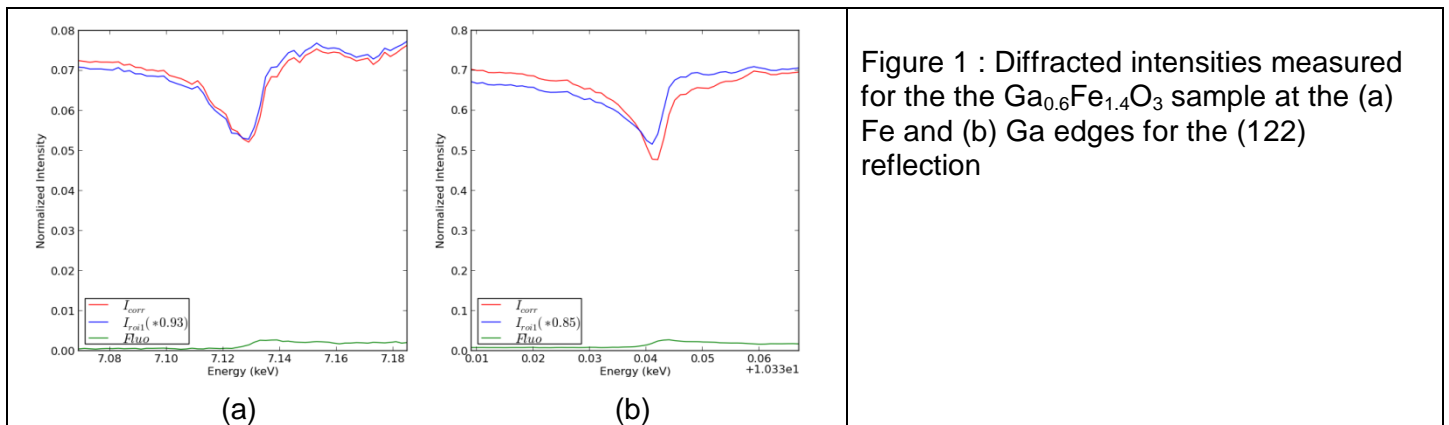 0.08
0.07
0.06
0.05
0.04
0.03
0.02
0.01
0.00
Normalized Intensity
I_corr
I_roi1(*0.93)
Fluo
7.08 7.10 7.12 7.14 7.16 7.18
Energy (keV)
(a)
0.8
0.7
0.6
0.5
0.4
0.3
0.2
0.1
0.0
Normalized Intensity
I_corr
I_roi1(*0.85)
Fluo
0.01 0.02 0.03 0.04 0.05 0.06
+1.033e1
Energy (keV)
(b)
Figure 1 : Diffracted intensities measured
for the the Ga0.6Fe1.4O3 sample at the (a)
Fe and (b) Ga edges for the (122)
reflection